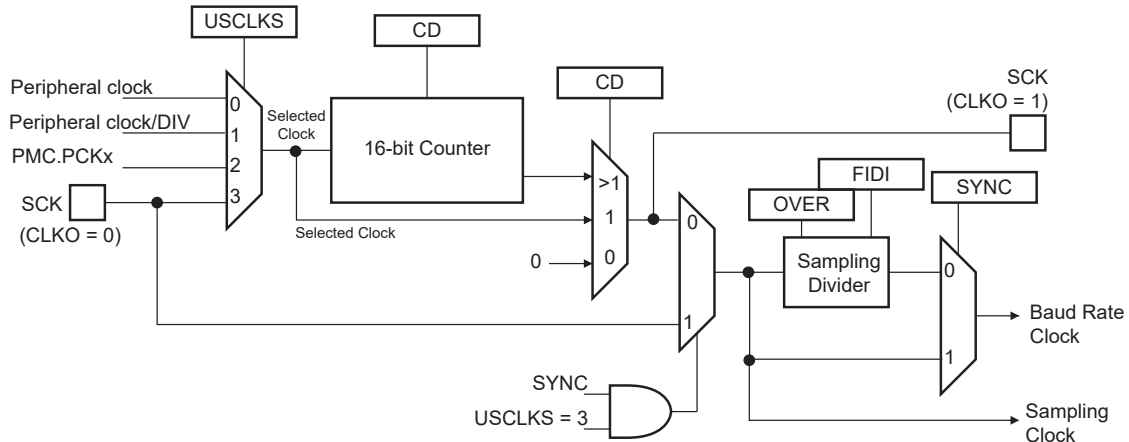 USCLKS
CD
CD
SCK
(CLKO = 1)
Peripheral clock
0
Selected
Clock
Peripheral clock/DIV
1
16-bit Counter
PMC.PCKx
2
>1
FIDI
SCK
3
OVER
SYNC
(CLKO = 0)
Selected Clock
1
0
0
0
Sampling
Divider
0
1
1
Baud Rate
Clock
SYNC
USCLKS = 3
Sampling
Clock